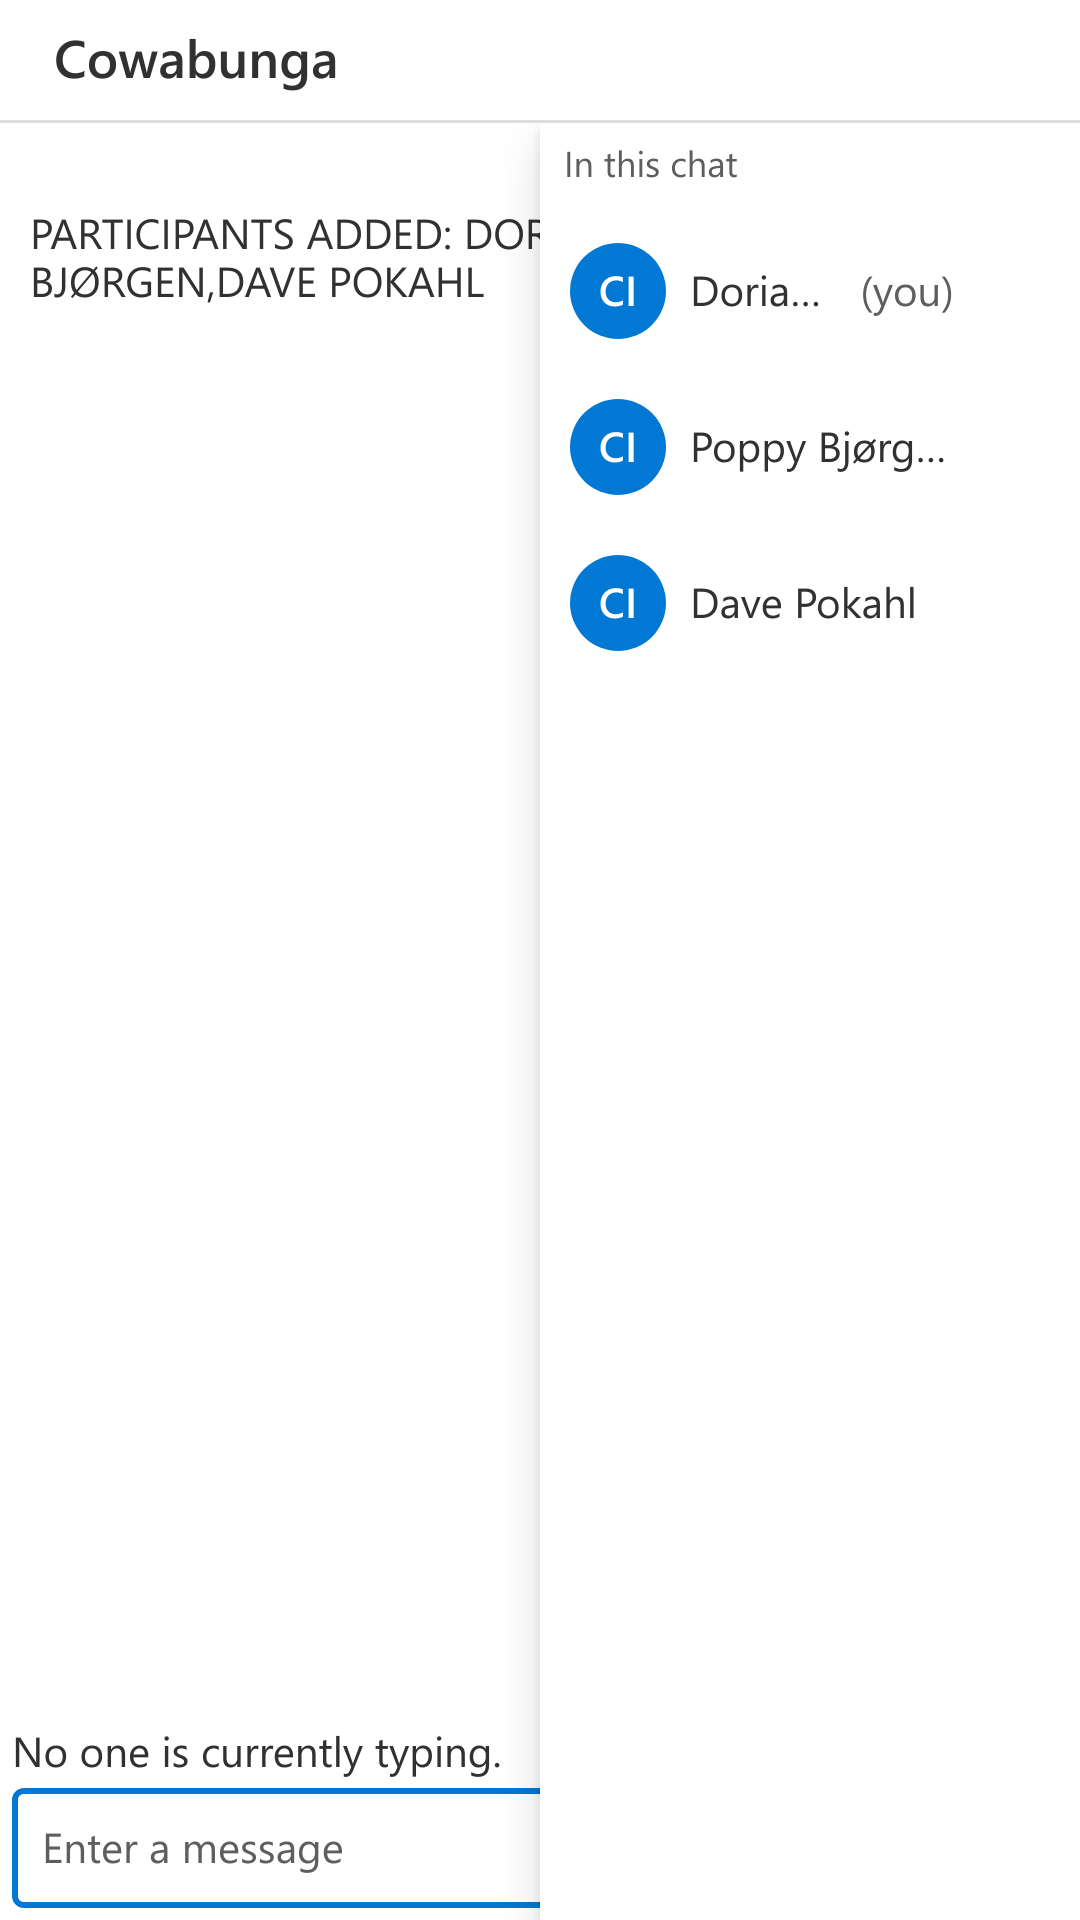 Cowabunga
PARTICIPANTS ADDED: DOR
BJØRGEN,DAVE POKAHL
In this chat
CI Doria... (you)
CI Poppy Bjørg...
CI Dave Pokahl
No one is currently typing.
Enter a message